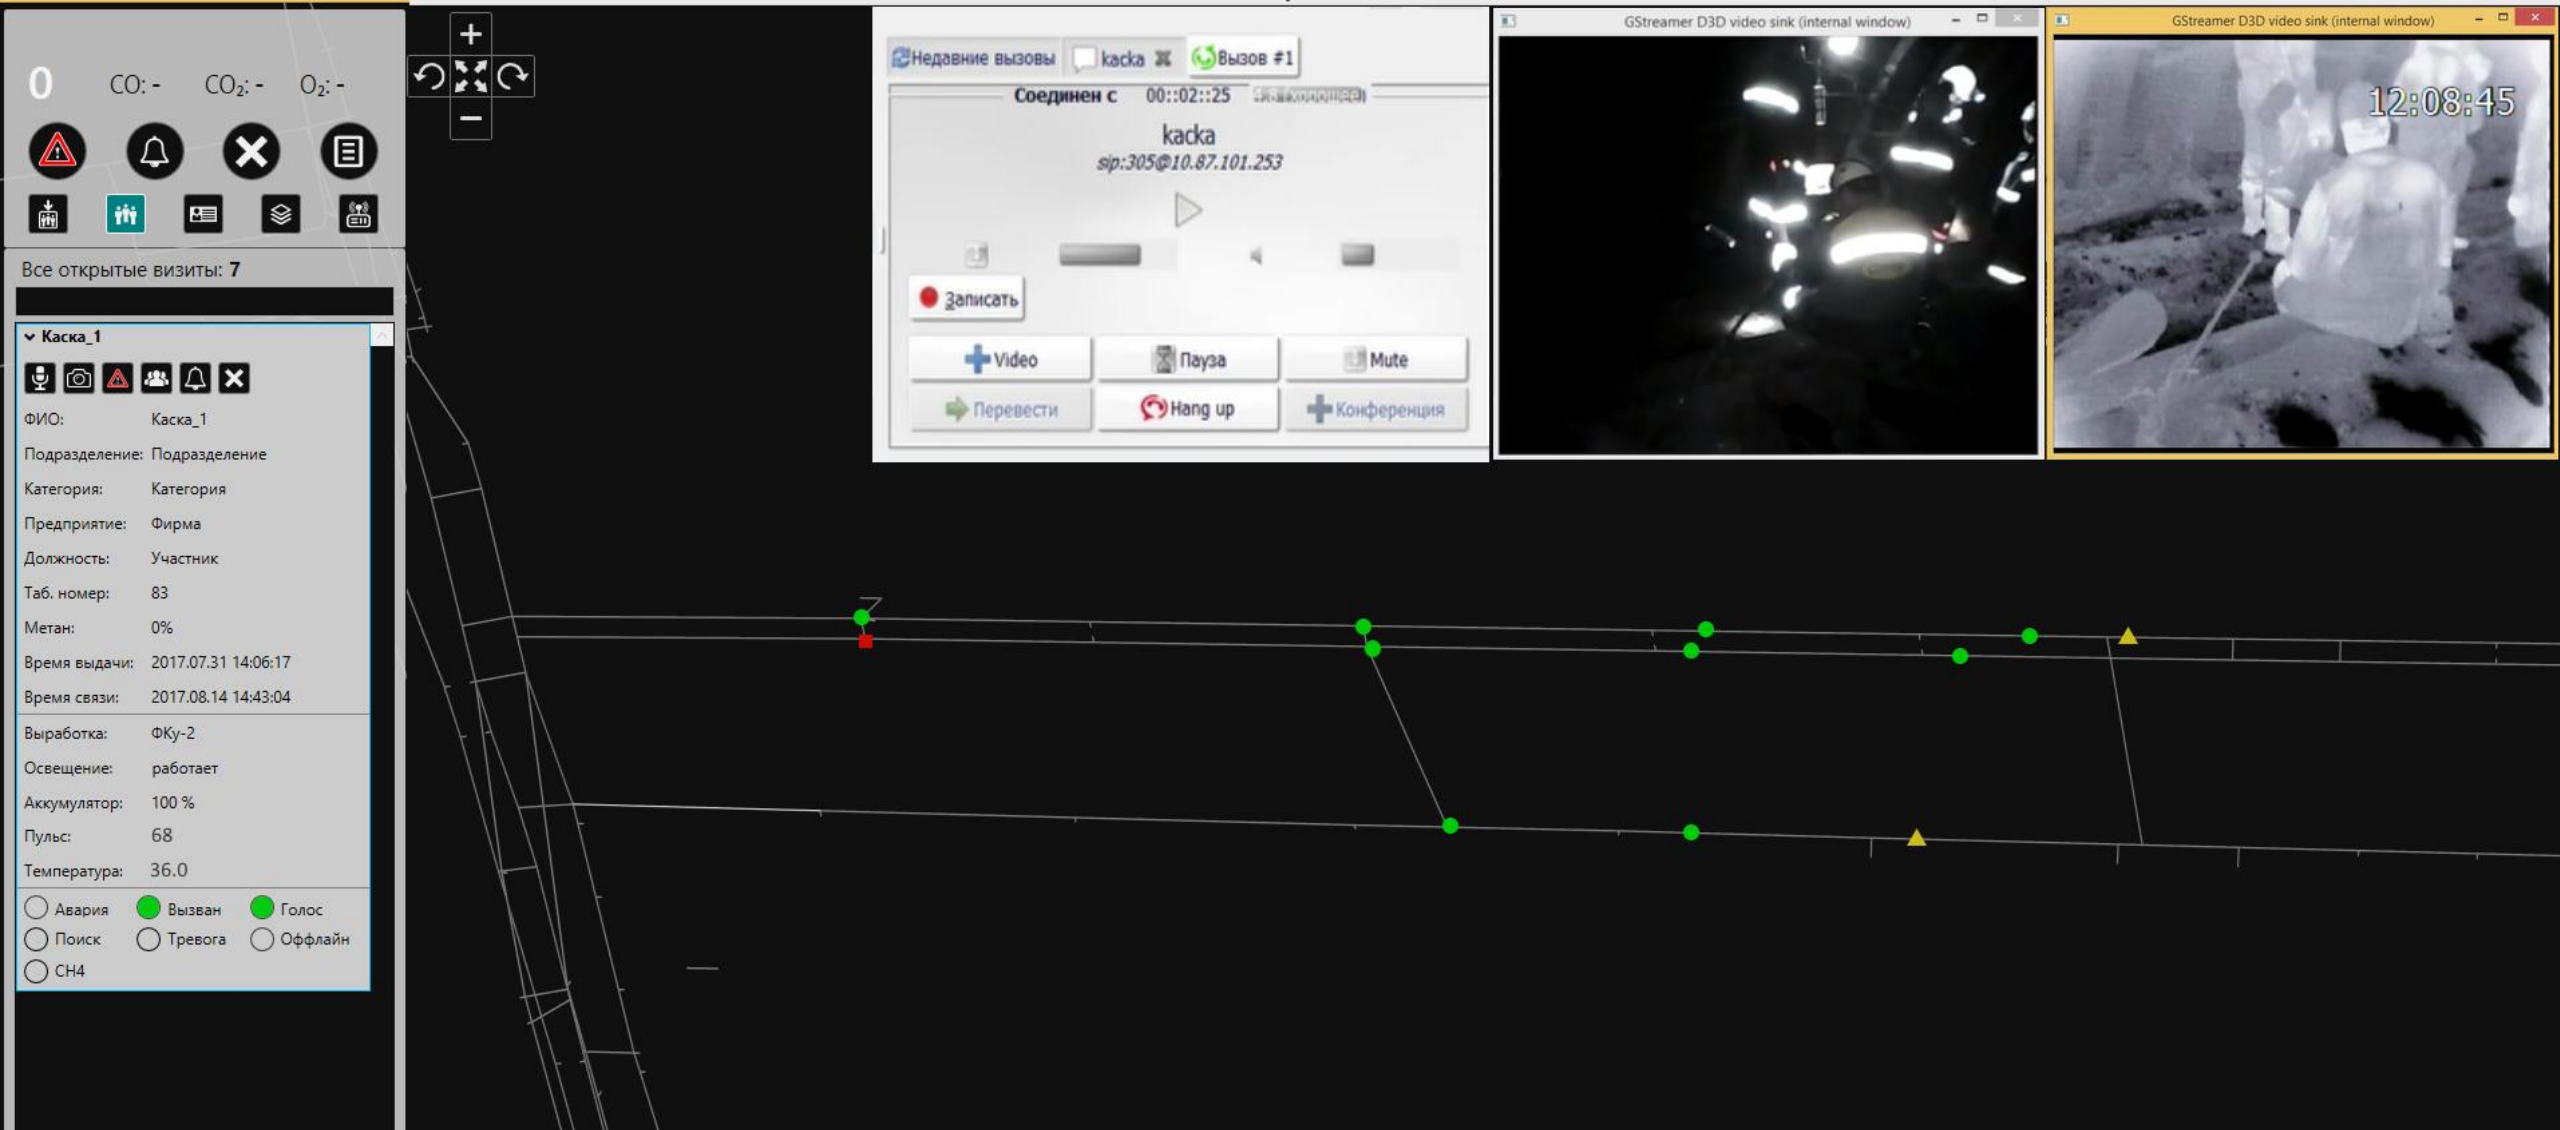 0 CO: - CO₂: - O₂: -
Все открытые визиты: 7
Каска_1
ФИО: Каска_1
Подразделение: Подразделение
Категория: Категория
Предприятие: Фирма
Должность: Участник
Таб. номер: 83
Метан: 0%
Время выдачи: 2017.07.31 14:06:17
Время связи: 2017.08.14 14:43:04
Выработка: ФКу-2
Освещение: работает
Аккумулятор: 100 %
Пульс: 68
Температура: 36.0
Авария Вызван Голос
Поиск Тревога Оффлайн
CH4
Недавние вызовы kacka Вызов #1
Соединен с 00::02::25
kacka
sip:305@10.87.101.253
Записать
Video Пауза Mute
Перевести Hang up Конференция
GStreamer D3D video sink (internal window)
GStreamer D3D video sink (internal window)
12:08:45